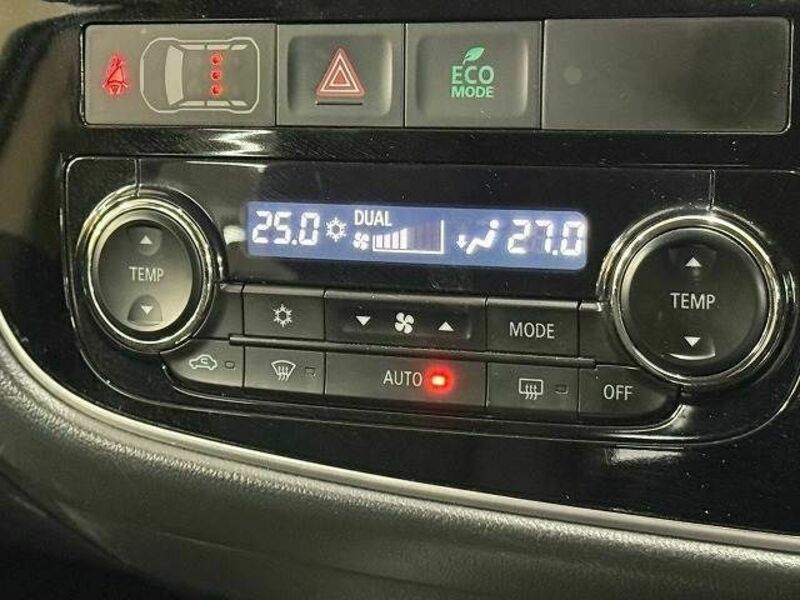 ECO
MODE
DUAL
25.0 27.0
TEMP
TEMP
MODE
AUTO
OFF